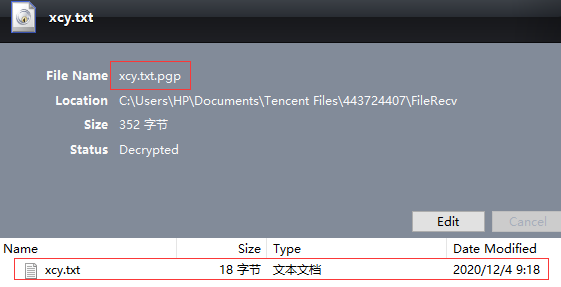 xcy.txt
File Name xcy.txt.pgp
Location C:\Users\HP\Documents\Tencent Files\443724407\FileRecv
Size 352 字节
Status Decrypted
Edit Cancel
Name Size Type Date Modified
xcy.txt 18 字节 文本文档 2020/12/4 9:18